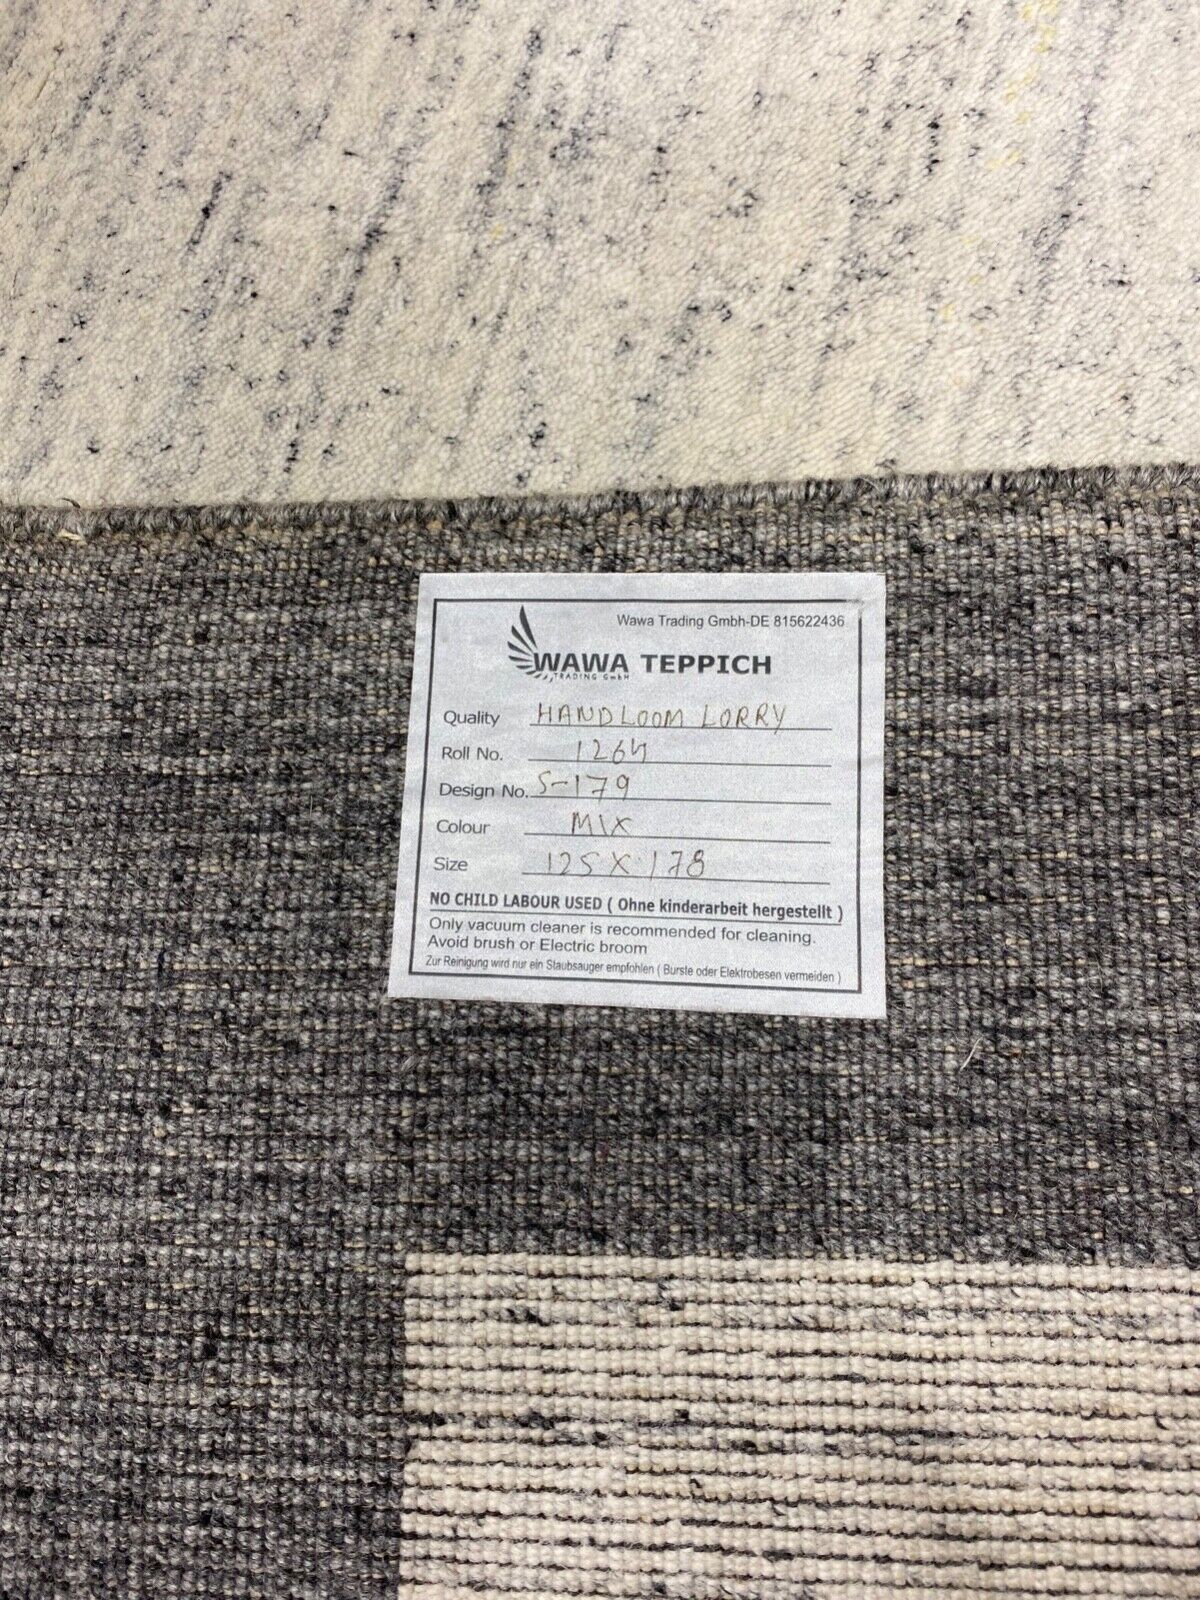 Wawa Trading Gmbh-DE 815622436
WAWA TEPPICH
TRADING GmbH
Quality HANDLOOM LORRY
Roll No. 1264
Design No. S-179
Colour MIX
Size 125 X 178
NO CHILD LABOUR USED ( Ohne kinderarbeit hergestellt )
Only vacuum cleaner is recommended for cleaning.
Avoid brush or Electric broom
Zur Reinigung wird nur ein Staubsauger empfohlen ( Burste oder Elektrobesen vermeiden )